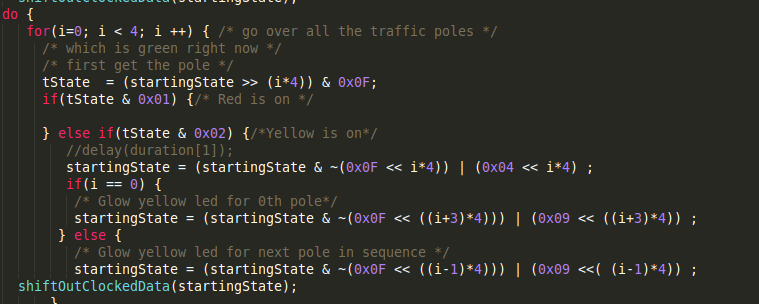 shiftOutClockedData(startingState);
do {
for(i=0; i < 4; i ++) { /* go over all the traffic poles */
/* which is green right now */
/* first get the pole */
tState  = (startingState >> (i*4)) & 0x0F;
if(tState & 0x01) {/* Red is on */
} else if(tState & 0x02) {/*Yellow is on*/
//delay(duration[1]);
startingState = (startingState & ~(0x0F << i*4)) | (0x04 << i*4) ;
if(i == 0) {
/* Glow yellow led for 0th pole*/
startingState = (startingState & ~(0x0F << ((i+3)*4))) | (0x09 << ((i+3)*4)) ;
} else {
/* Glow yellow led for next pole in sequence */
startingState = (startingState & ~(0x0F << ((i-1)*4))) | (0x09 <<( (i-1)*4)) ;
shiftOutClockedData(startingState);
}